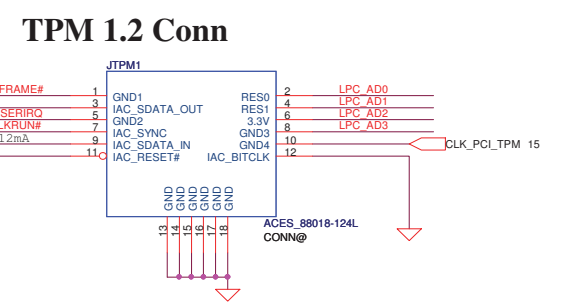 TPM 1.2 Conn
JTPM1
FRAME# 1 GND1 RES0 2 LPC_AD0
3 IAC_SDATA_OUT RES1 4 LPC_AD1
SERIRQ 5 GND2 3.3V 6 LPC_AD2
LKRUN# 7 IAC_SYNC GND3 8 LPC_AD3
12mA 9 IAC_SDATA_IN GND4 10 CLK_PCI_TPM 15
11 IAC_RESET# IAC_BITCLK 12
GND GND GND GND GND GND
13 14 15 16 17 18
ACES_88018-124L
CONN@